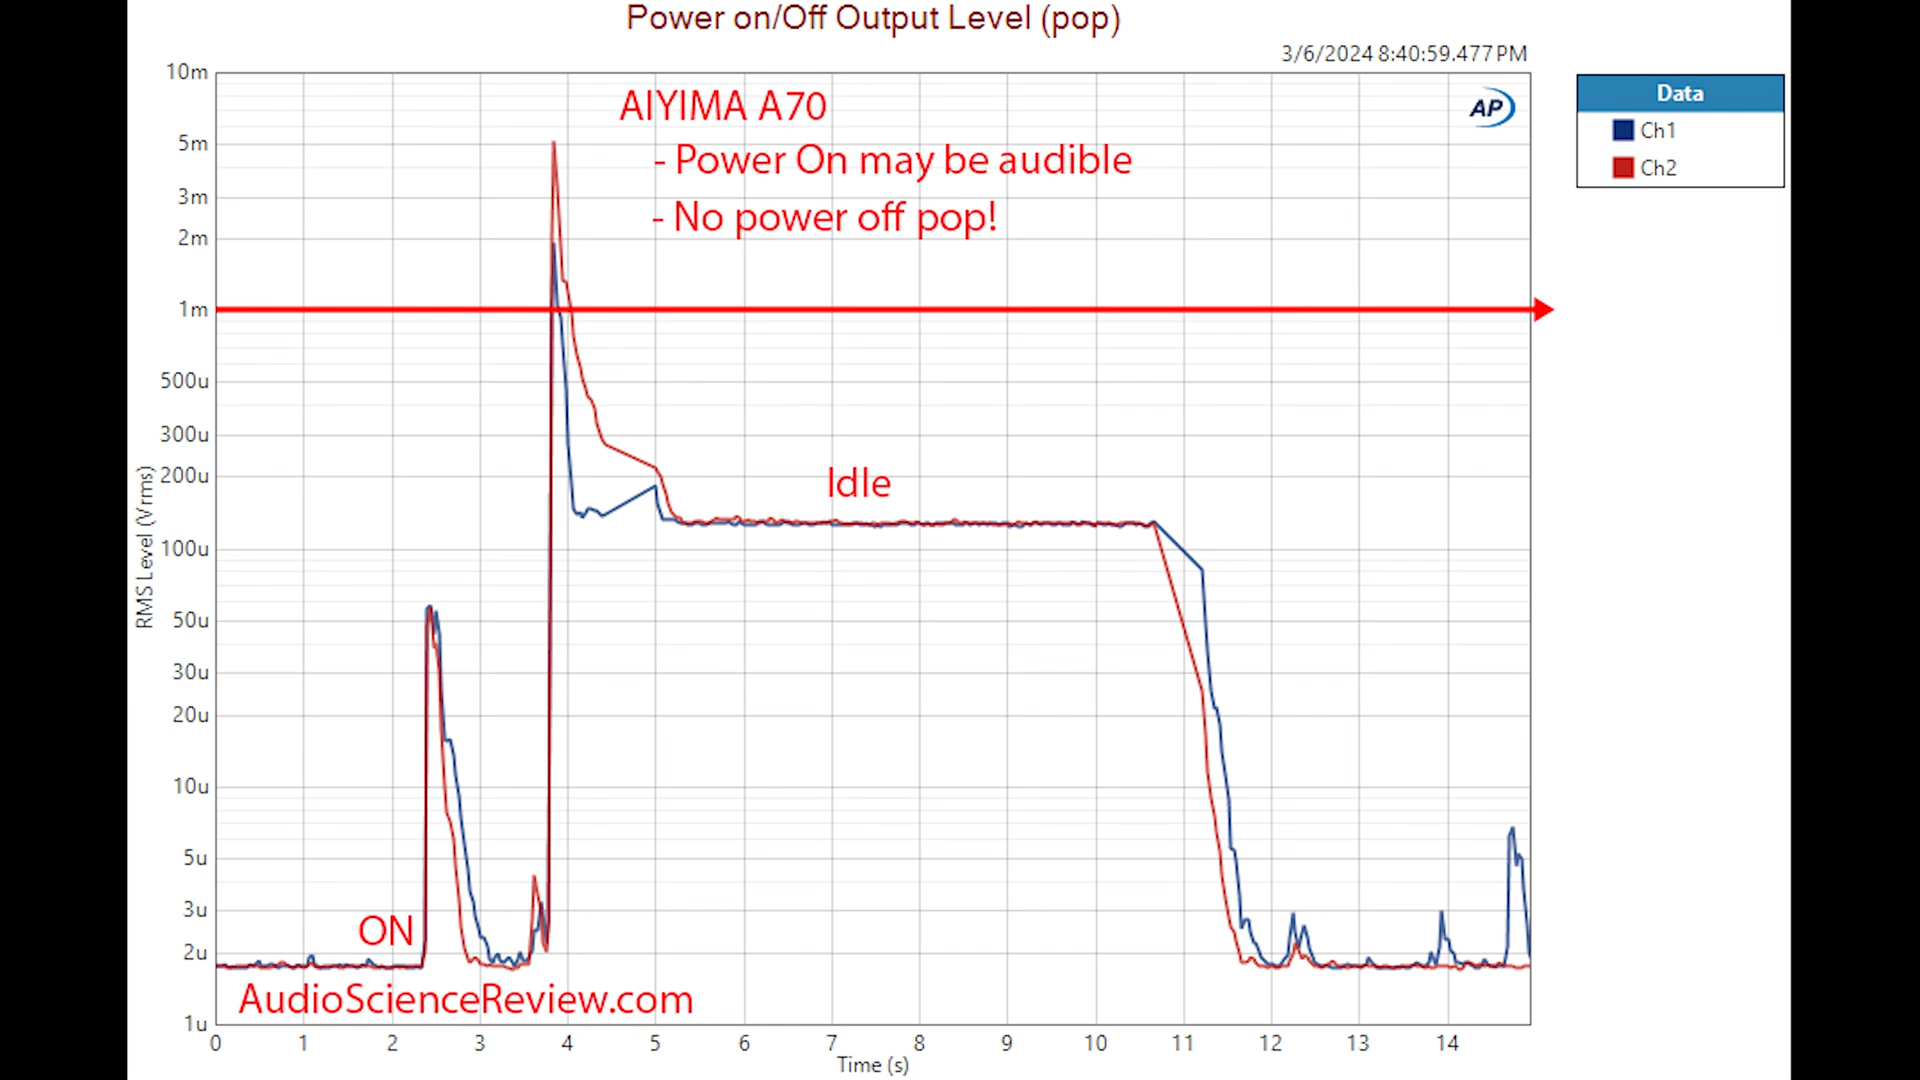 Power on/Off Output Level (pop)
3/6/2024 8:40:59.477 PM
10m
5m
3m
2m
1m
500u
300u
200u
100u
50u
30u
20u
10u
5u
3u
2u
1u
RMS Level (Vrms)
AIYIMA A70
- Power On may be audible
- No power off pop!
AP
Data
Ch1
Ch2
Idle
ON
AudioScienceReview.com
0 1 2 3 4 5 6 7 8 9 10 11 12 13 14
Time (s)